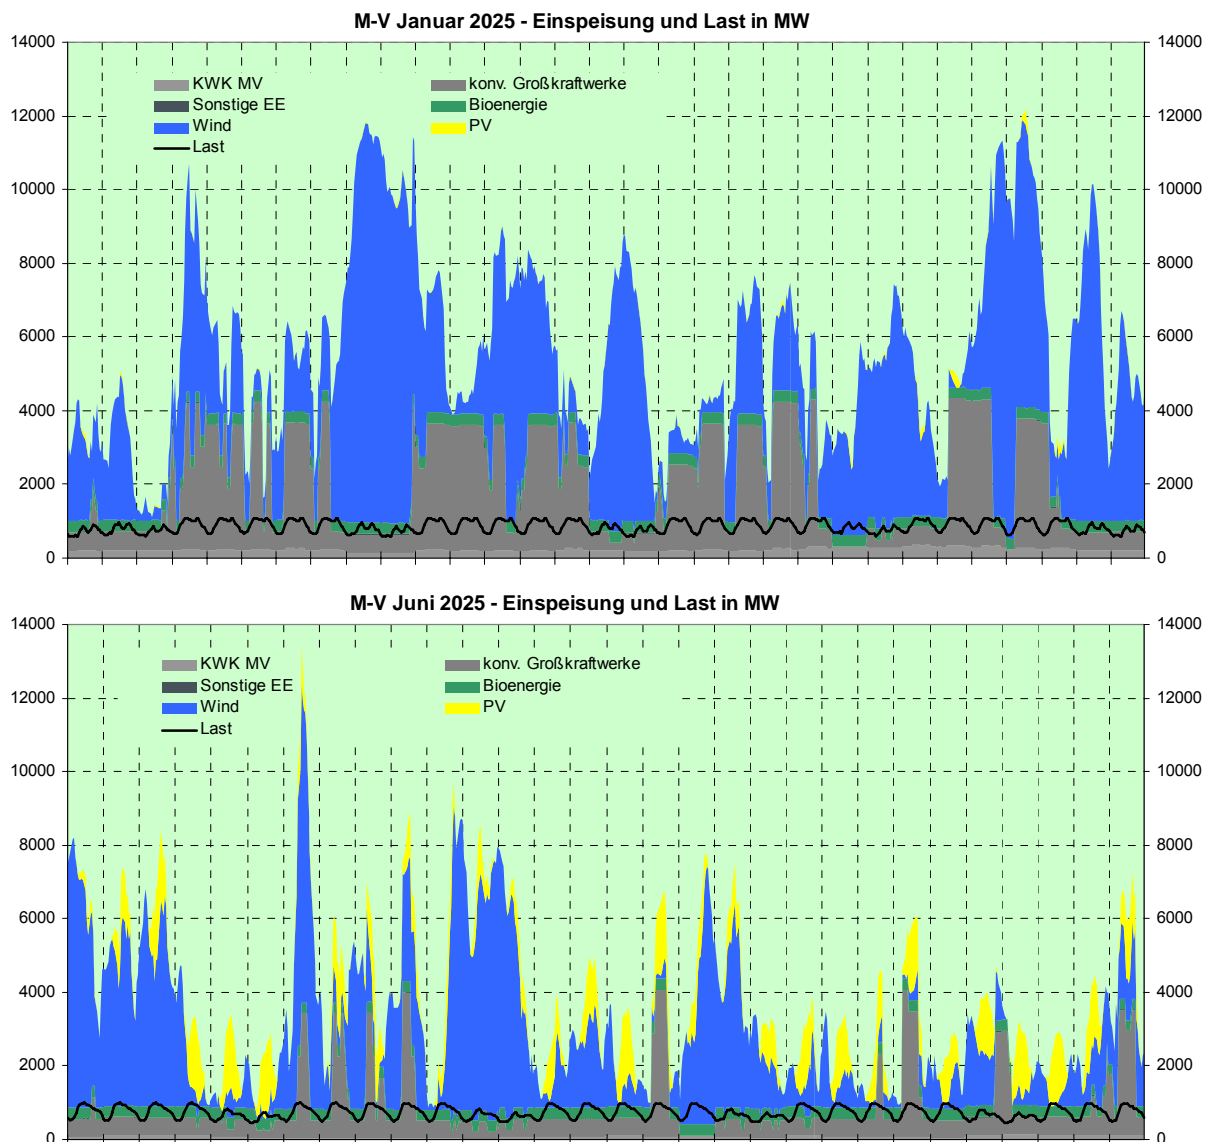 M-V Januar 2025 - Einspeisung und Last in MW
14000 14000
KWK MV konv. Großkraftwerke
12000 Sonstige EE Bioenergie 12000
Wind PV
Last
10000 10000
8000 8000
6000 6000
4000 4000
2000 2000
0 0
M-V Juni 2025 - Einspeisung und Last in MW
14000 14000
KWK MV konv. Großkraftwerke
Sonstige EE Bioenergie
12000 Wind PV 12000
Last
10000 10000
8000 8000
6000 6000
4000 4000
2000 2000
0 0